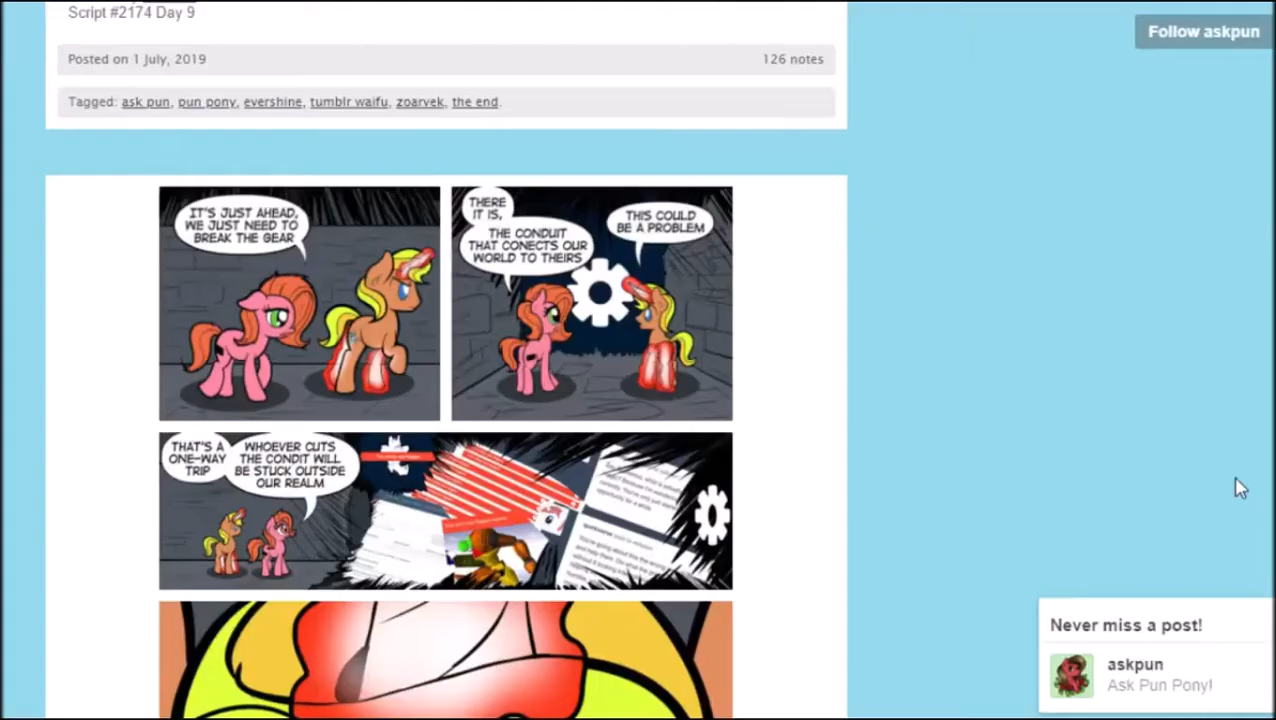 Script #2174 Day 9
Follow askpun
Posted on 1 July, 2019
126 notes
Tagged: ask pun, pun pony, evershine, tumblr waifu, zoarvek, the end.
IT'S JUST AHEAD,
WE JUST NEED TO
BREAK THE GEAR
THERE
IT IS,
THE CONDUIT
THAT CONECTS OUR
WORLD TO THEIRS
THIS COULD
BE A PROBLEM
THAT'S A
ONE-WAY
TRIP
WHOEVER CUTS
THE CONDIT WILL
BE STUCK OUTSIDE
OUR REALM
Never miss a post!
askpun
Ask Pun Pony!